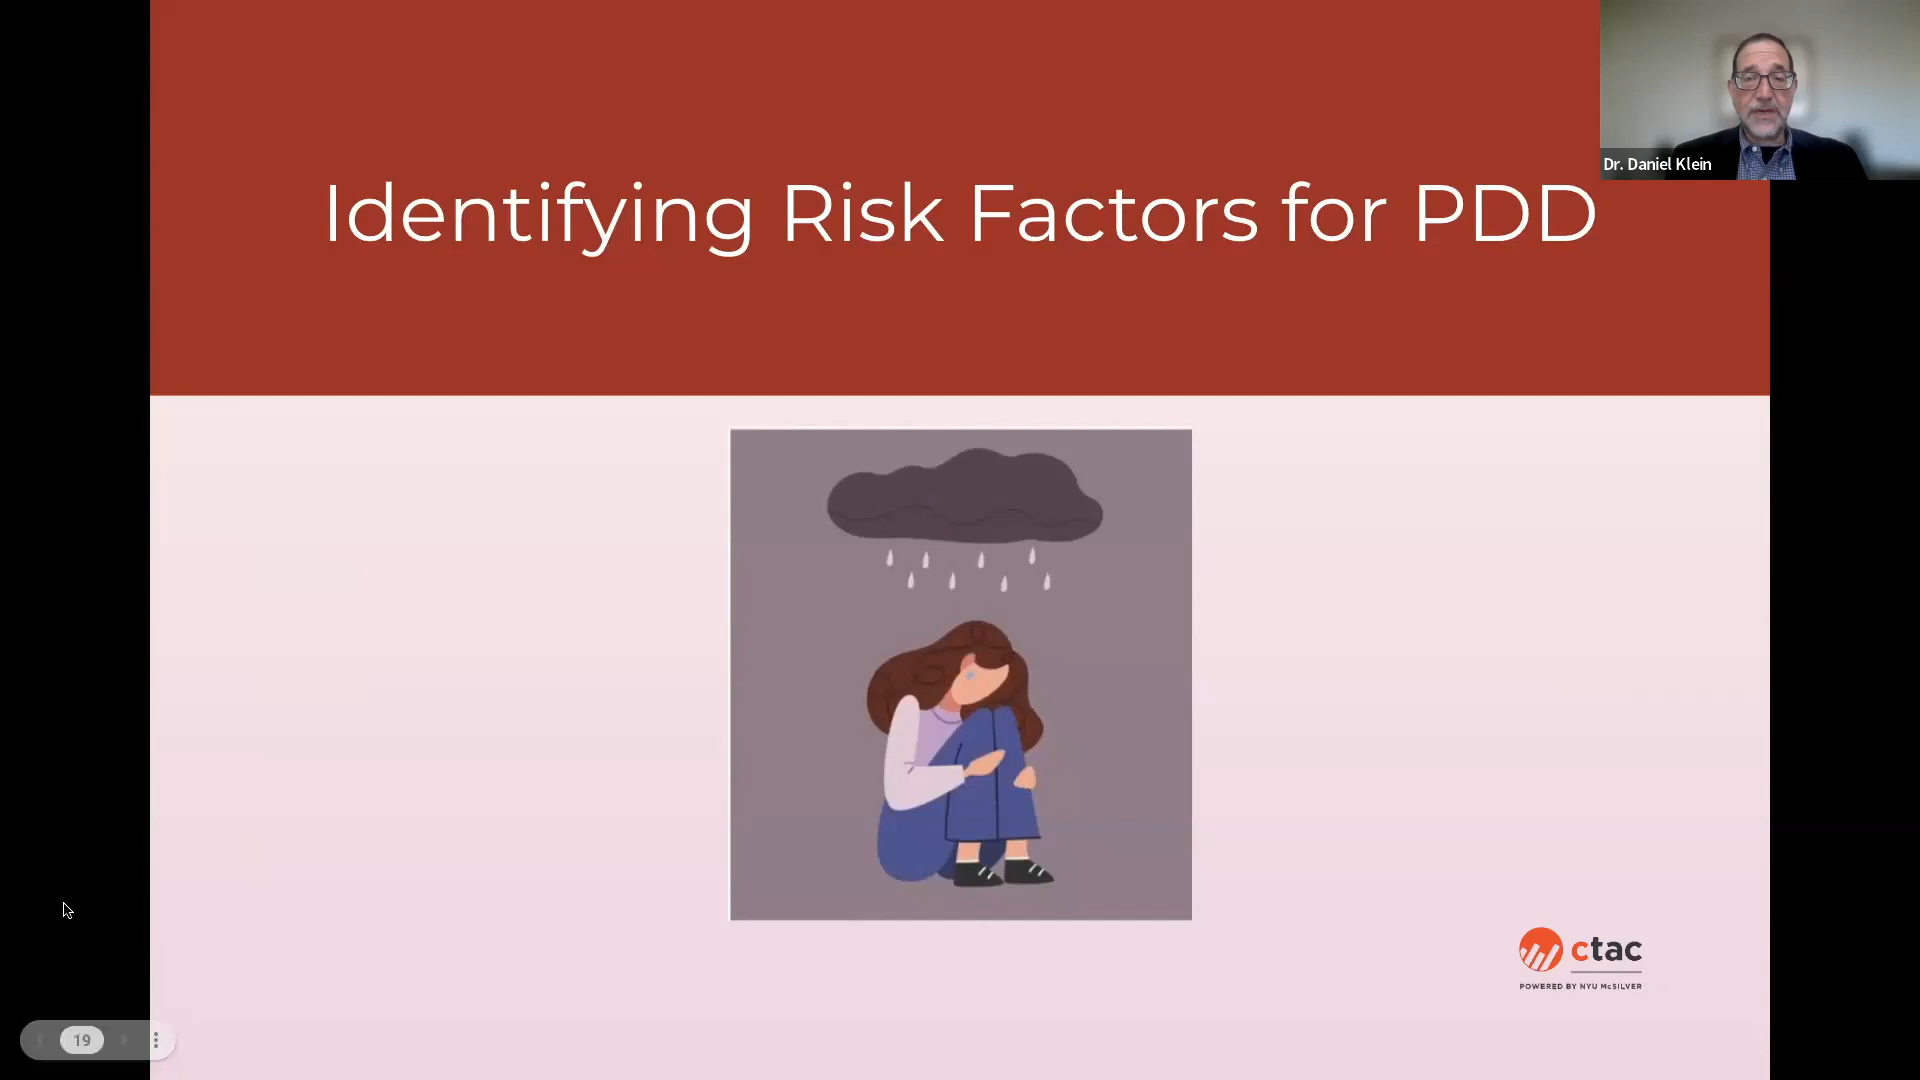 Identifying Risk Factors for PDD
Dr. Daniel Klein
ctac
POWERED BY NYU McSILVER
19